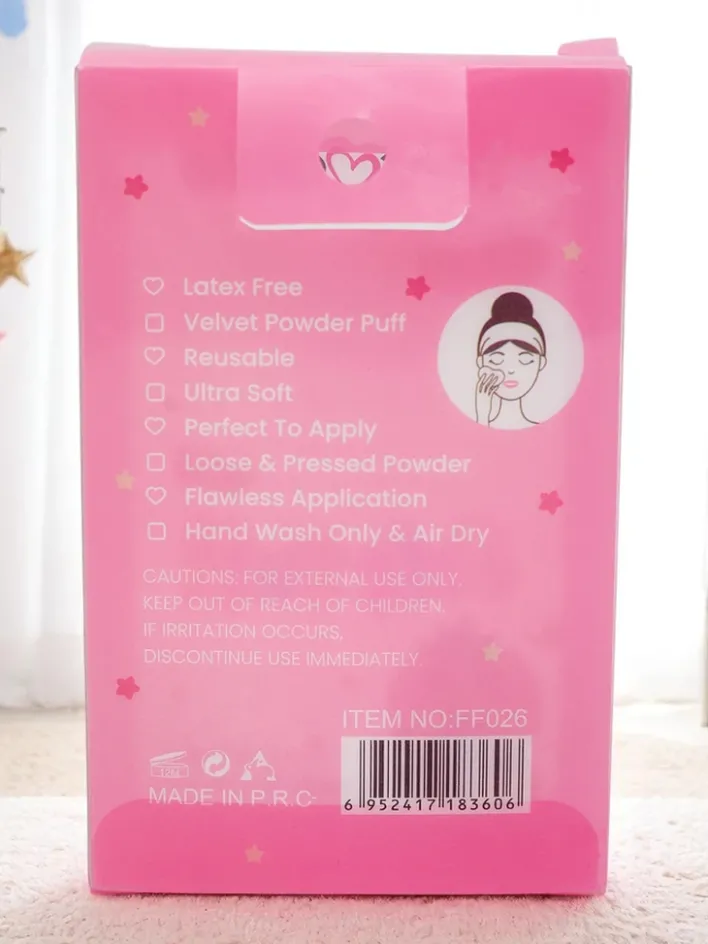 Latex Free
Velvet Powder Puff
Reusable
Ultra Soft
Perfect To Apply
Loose & Pressed Powder
Flawless Application
Hand Wash Only & Air Dry
CAUTIONS: FOR EXTERNAL USE ONLY.
KEEP OUT OF REACH OF CHILDREN.
IF IRRITATION OCCURS,
DISCONTINUE USE IMMEDIATELY.
ITEM NO:FF026
MADE IN P.R.C
6 952417 183606